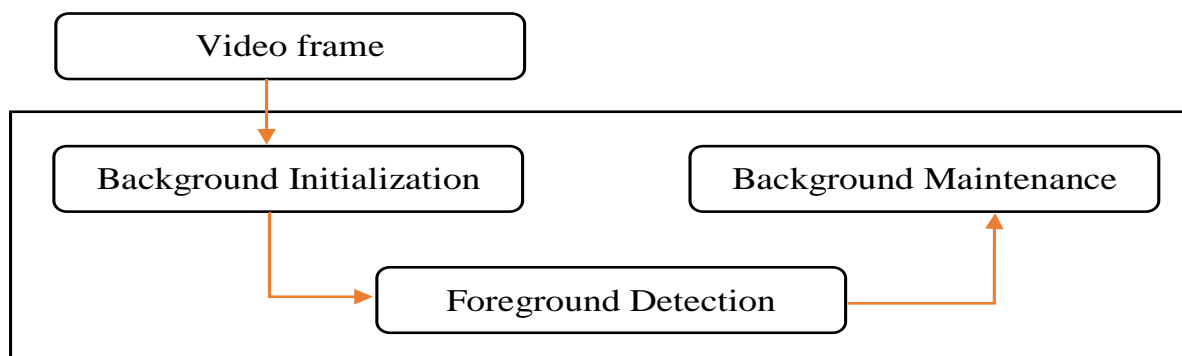 Video frame
Background Initialization
Background Maintenance
Foreground Detection